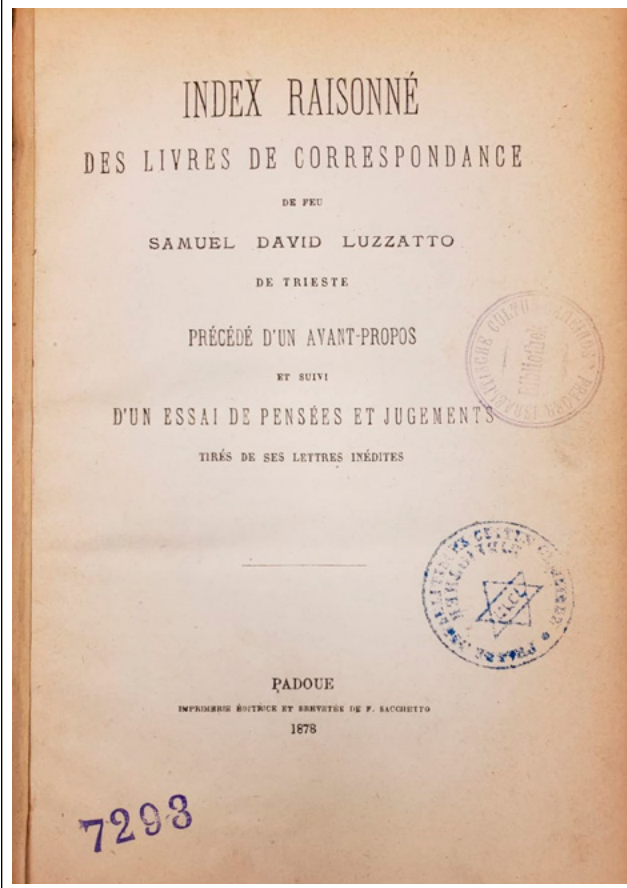 INDEX RAISONNÉ
DES LIVRES DE CORRESPONDANCE
DE FEU
SAMUEL DAVID LUZZATTO
DE TRIESTE
PRÉCÉDÉ D'UN AVANT-PROPOS
ET SUIVI
D'UN ESSAI DE PENSÉES ET JUGEMENTS
TIRÉS DE SES LETTRES INÉDITES
Bibliothek
PADOUE
IMPRIMERIE ÉDITRICE ET BREVETÉE DE F. SACCHETTO
1878
7293